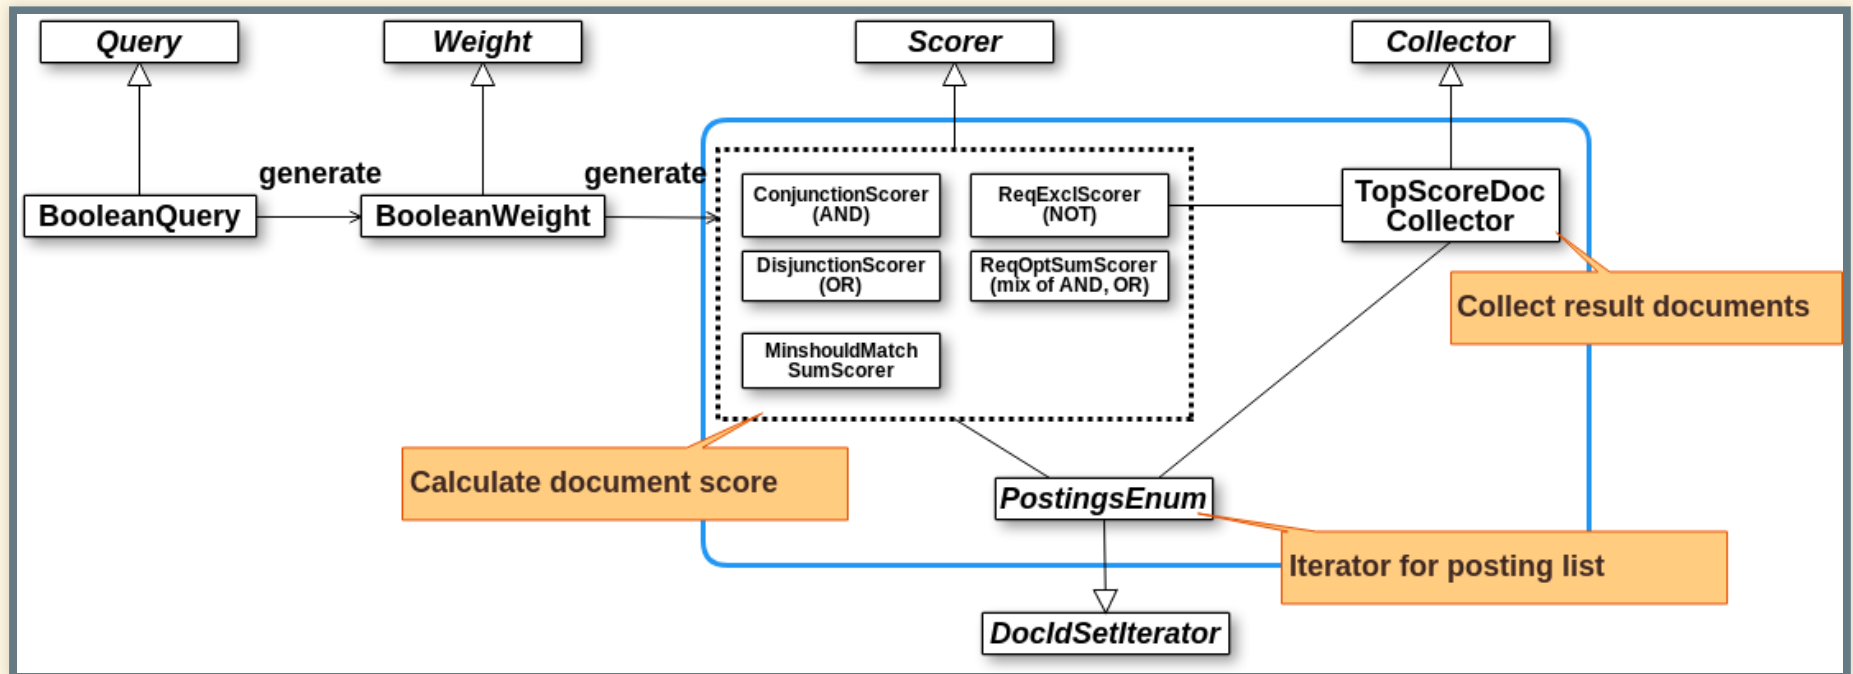 Query
Weight
Scorer
Collector
generate
generate
BooleanQuery
BooleanWeight
ConjunctionScorer
(AND)
ReqExclScorer
(NOT)
TopScoreDoc
Collector
DisjunctionScorer
(OR)
ReqOptSumScorer
(mix of AND, OR)
Collect result documents
MinshouldMatch
SumScorer
Calculate document score
PostingsEnum
Iterator for posting list
DocIdSetIterator